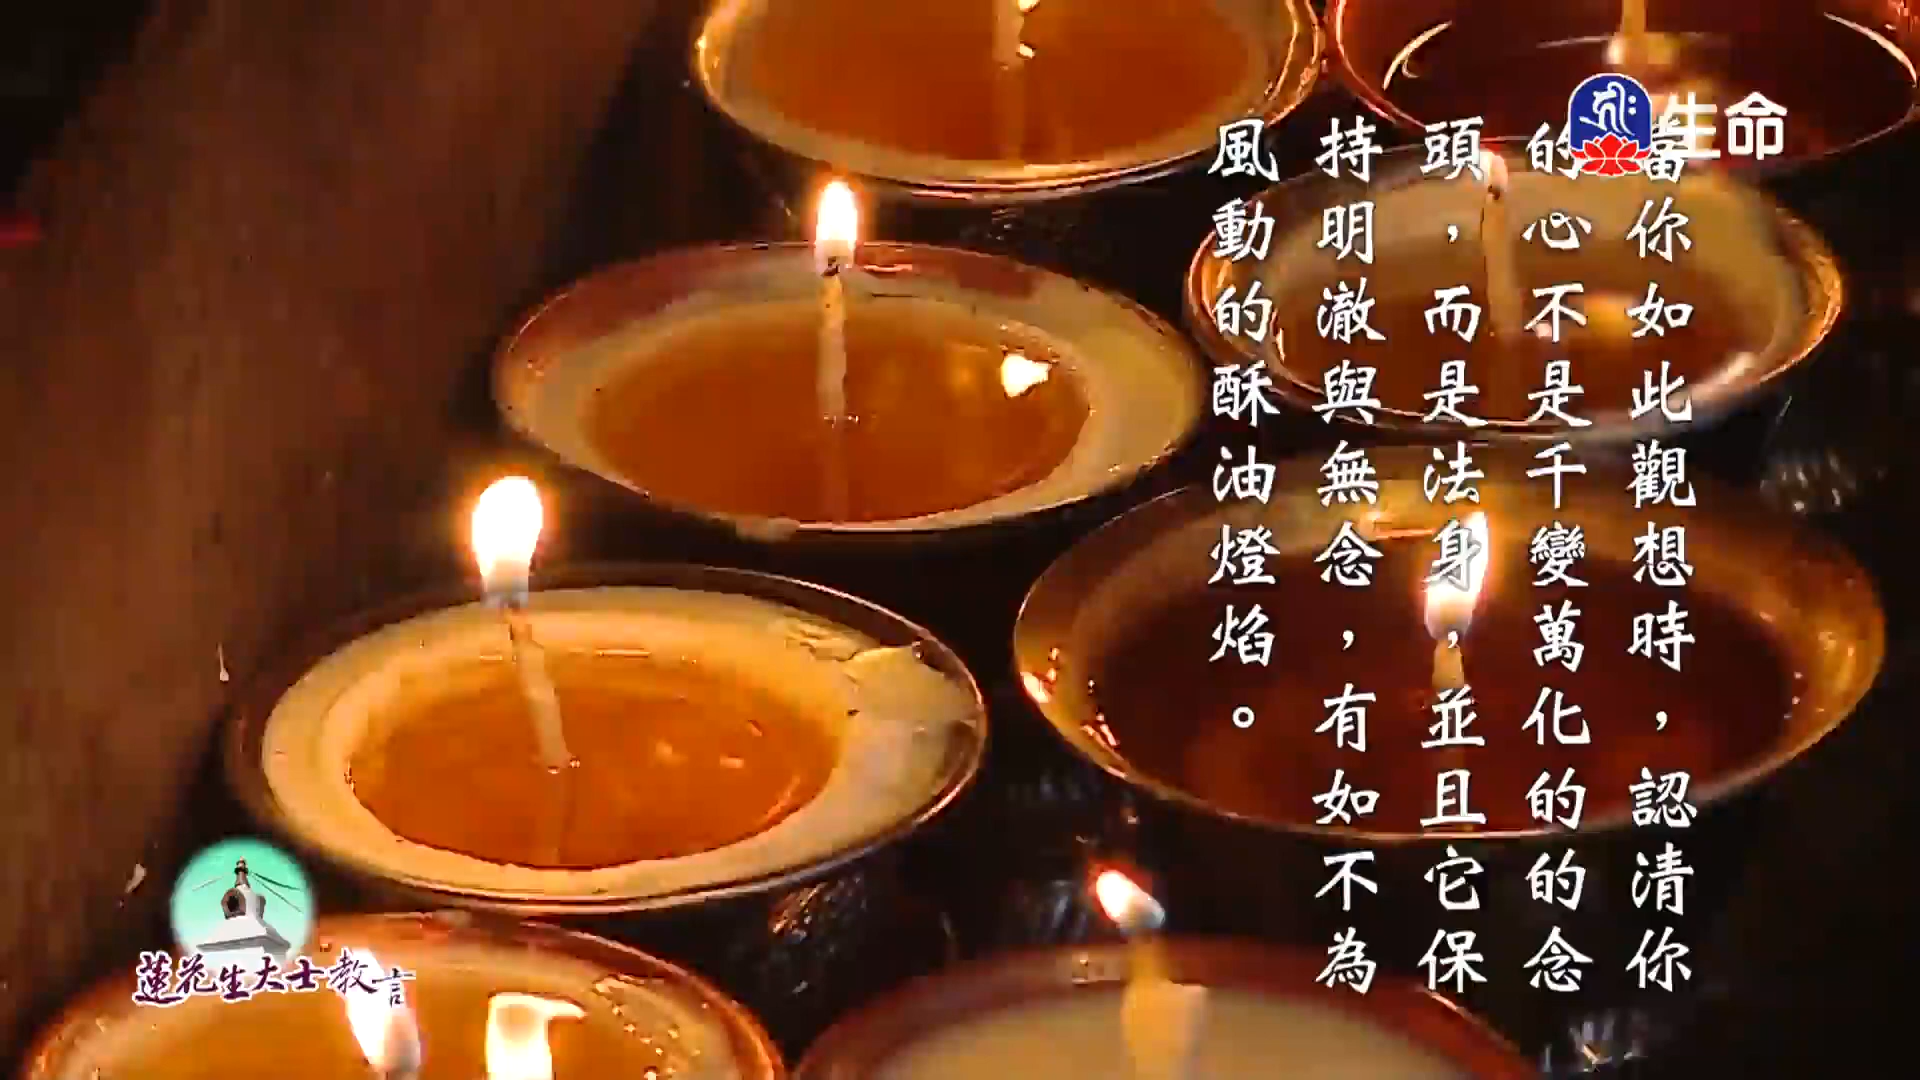 生命
當你如此觀想時，認清你
的心不是千變萬化的的念
頭，而是法身，並且它保
持明澈與無念，有如不為
風動的酥油燈焰。
蓮花生大士教言